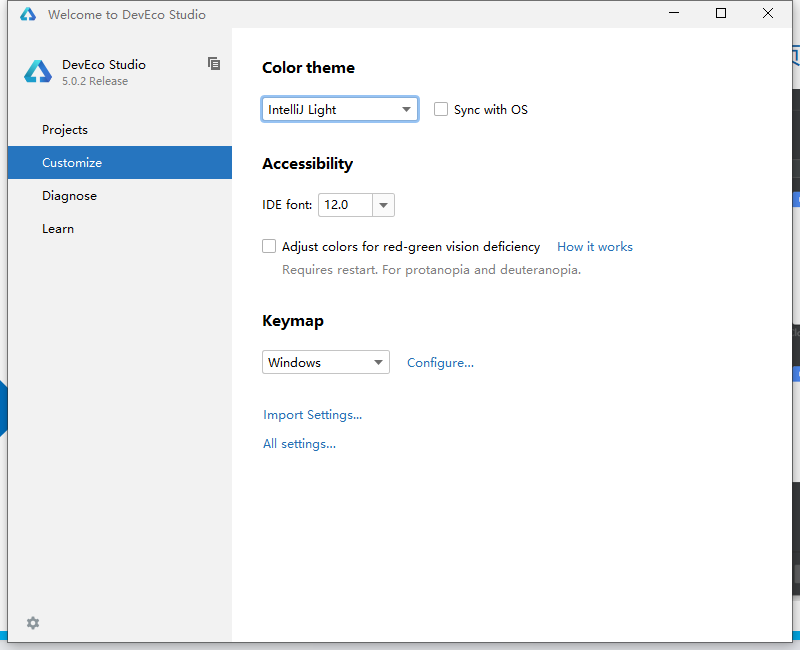 Welcome to DevEco Studio
DevEco Studio
5.0.2 Release
Projects
Customize
Diagnose
Learn
Color theme
IntelliJ Light
Sync with OS
Accessibility
IDE font: 12.0
Adjust colors for red-green vision deficiency How it works
Requires restart. For protanopia and deuteranopia.
Keymap
Windows Configure...
Import Settings...
All settings...